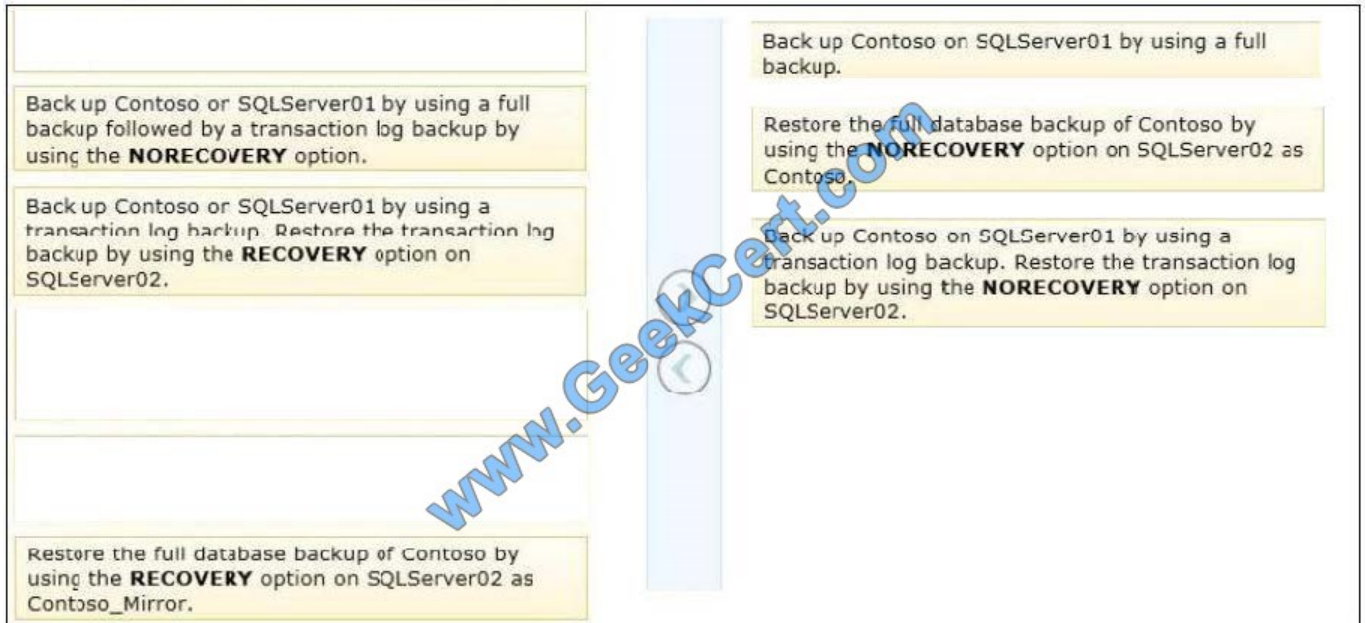 Back up Contoso or SQLServer01 by using a full
backup followed by a transaction log backup by
using the NORECOVERY option.
Back up Contoso or SQLServer01 by using a
transaction log backup. Restore the transaction log
backup by using the RECOVERY option on
SQLServer02.
Restore the full database backup of Contoso by
using the RECOVERY option on SQLServer02 as
Contoso_Mirror.
Back up Contoso on SQLServer01 by using a full
backup.
Restore the full database backup of Contoso by
using the NORECOVERY option on SQLServer02 as
Contoso.
Back up Contoso on SQLServer01 by using a
transaction log backup. Restore the transaction log
backup by using the NORECOVERY option on
SQLServer02.
www.GeekCert.com